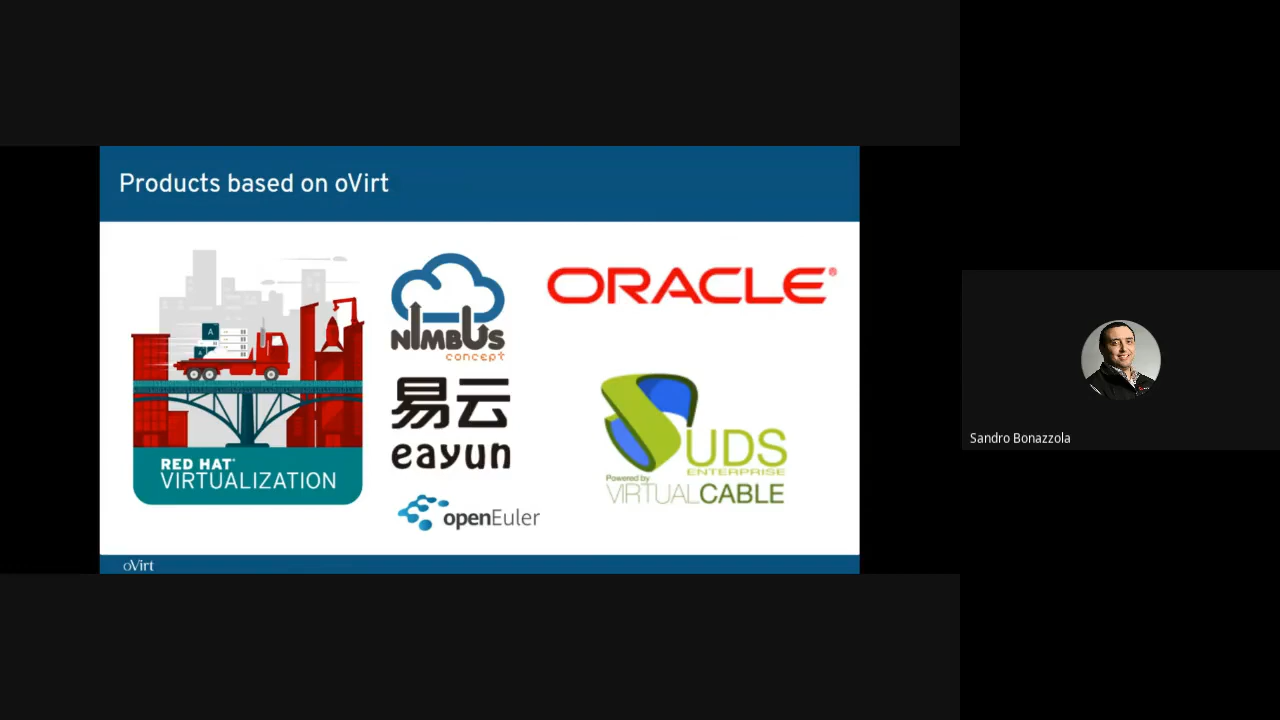 Products based on oVirt
RED HAT®
VIRTUALIZATION
A
A
NIMBUS
concept
易云
eayun
openEuler
ORACLE®
UDS
ENTERPRISE
Powered by
VIRTUALCABLE
oVirt
Sandro Bonazzola